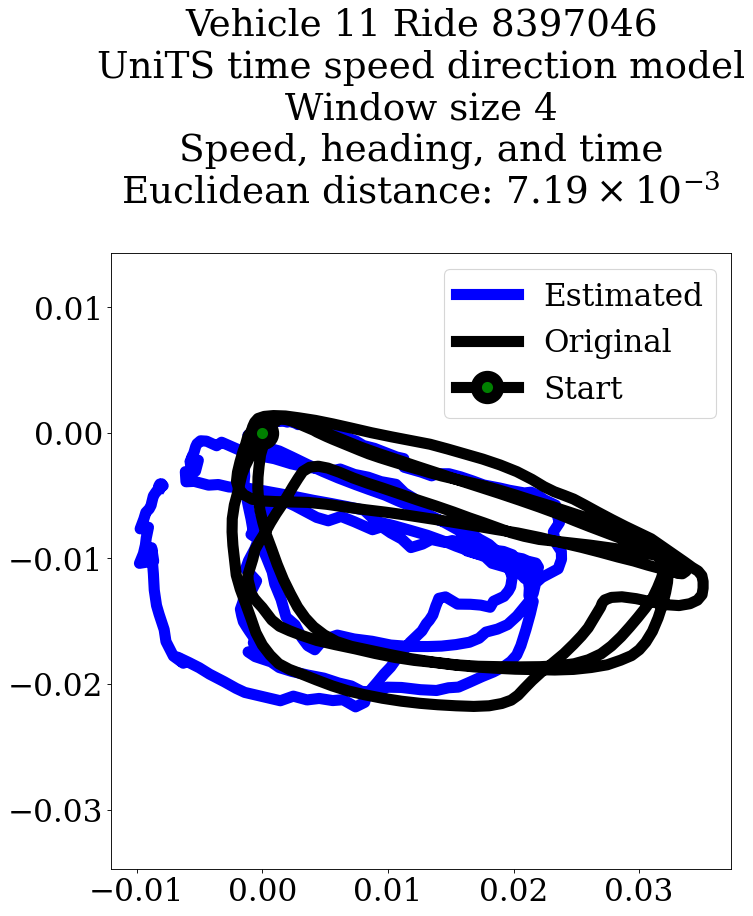 Vehicle 11 Ride 8397046
UniTS time speed direction model
Window size 4
Speed, heading, and time
Euclidean distance: 7.19 × 10⁻³
Estimated
Original
Start
0.01
0.00
−0.01
−0.02
−0.03
−0.01 0.00 0.01 0.02 0.03